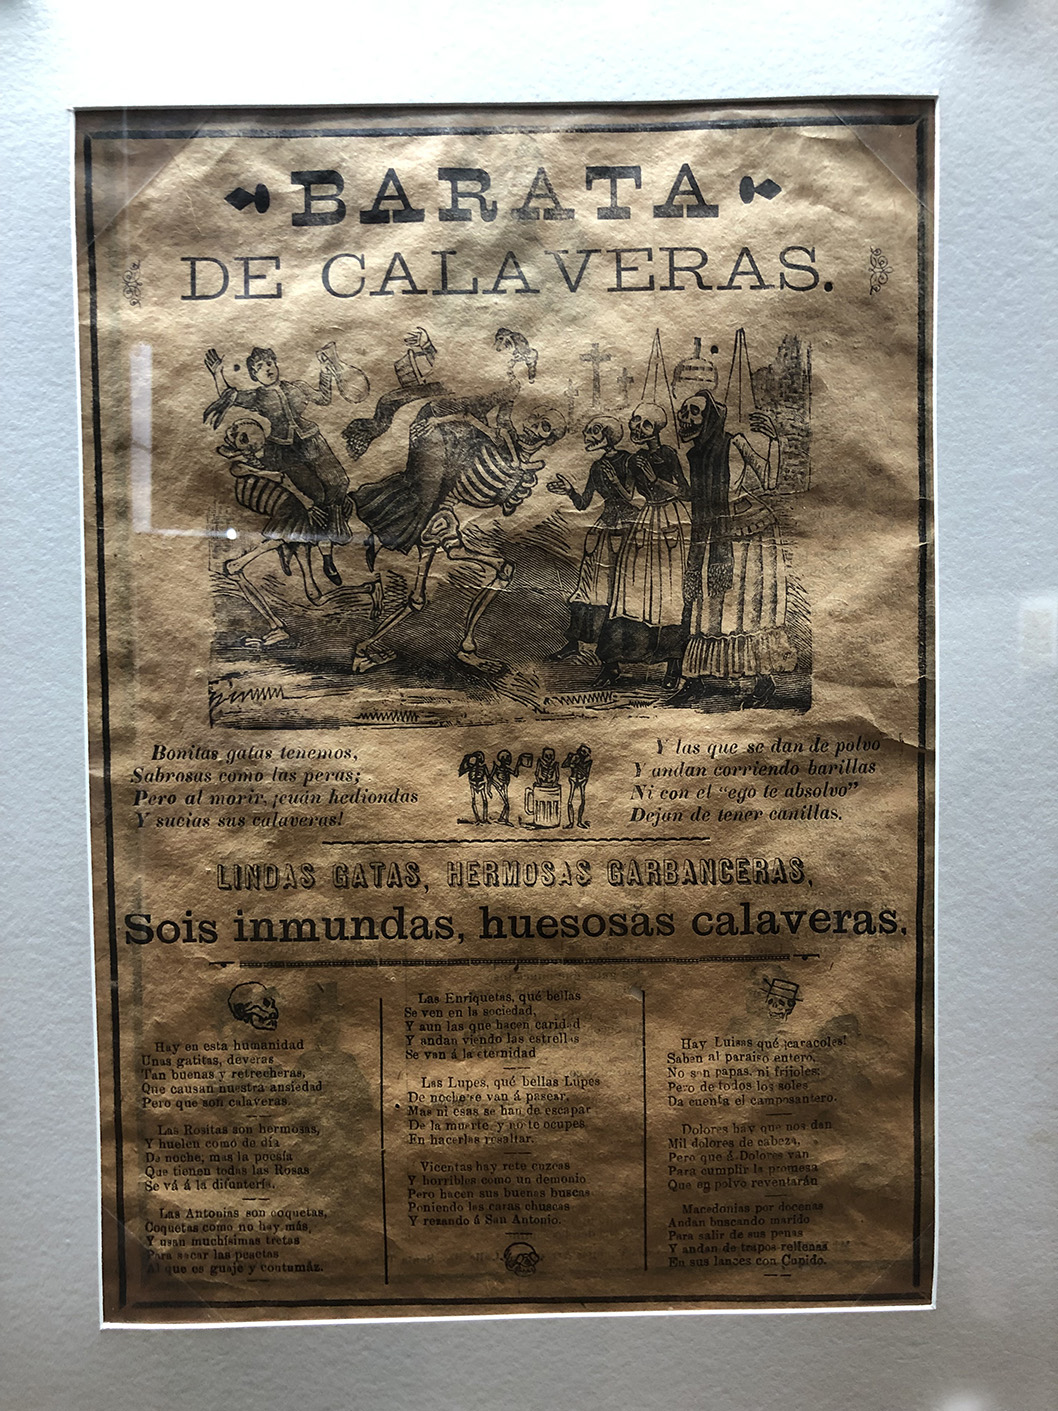 BARATA
DE CALAVERAS.
Bonitas gatas tenemos,
Sabrosas como las peras;
Pero al morir, ¡cuán hediondas
Y sucias sus calaveras!
Y las que se dan de polvo
Y andan corriendo barillas
Ni con el “ego te absolvo”
Dejan de tener canillas.
LINDAS GATAS, HERMOSAS GARBANCERAS,
Sois inmundas, huesosas calaveras.
Hay en esta humanidad
Unas gatitas, deveras
Tan buenas y retrecheras,
Que causan nuestra ansiedad
Pero que son calaveras.
Las Rositas son hermosas,
Y huelen como de día
De noche, mas la poesía
Que tienen todas las Rosas
Se vá á la difuntería.
Las Antonias son coquetas,
Coquetas como no hay más,
Y usan muchísimas tretas
Para sacar las pesetas
Al que es guaje y contumáz.
Las Enriquetas, qué bellas
Se ven en la sociedad,
Y aun las que hacen caridad
Y andan viendo las estrellas
Se van á la eternidad
Las Lupes, qué bellas Lupes
De noche se van á pasear,
Mas ni esas se han de escapar
De la muerte y no te ocupes
En hacerlas resaltar.
Vicentas hay rete cuzcas
Y horribles como un demonio
Pero hacen sus buenas buscas
Poniendo las caras chuscas
Y rezando á San Antonio.
Hay Luisas qué ¡caracoles!
Saben al paraiso entero,
No son papas, ni frijoles;
Pero de todos los soles
Da cuenta el camposantero.
Dolores hay que nos dan
Mil dolores de cabeza,
Pero que á Dolores van
Para cumplir la promesa
Que en polvo reventarán
Macedonias por docenas
Andan buscando marido
Para salir de sus penas
Y andan de trapos rellenas
En sus lances con Cupido.